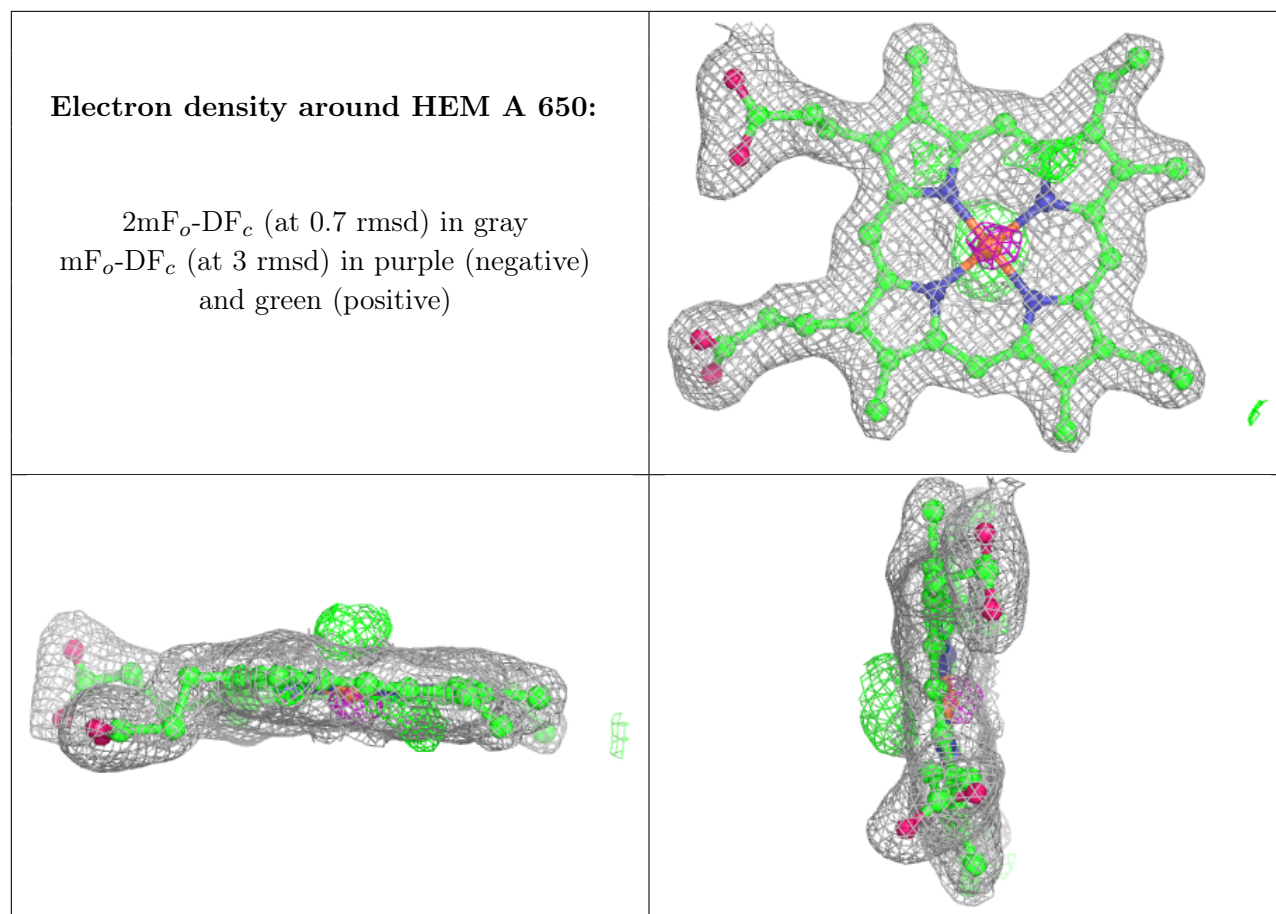 Electron density around HEM A 650:
2mFo-DFc (at 0.7 rmsd) in gray
mFo-DFc (at 3 rmsd) in purple (negative)
and green (positive)